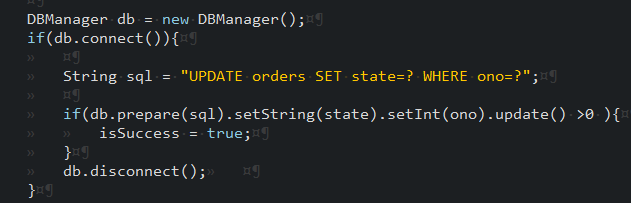 DBManager db = new DBManager();¤¶
if(db.connect()){¤¶
»   ¤¶
»   String sql = "UPDATE orders SET state=? WHERE ono=?";¤¶
»   ¤¶
»   if(db.prepare(sql).setString(state).setInt(ono).update() >0 ){¤¶
»   »   isSuccess = true;¤¶
»   }¤¶
»   db.disconnect();»   ¤¶
}¤¶